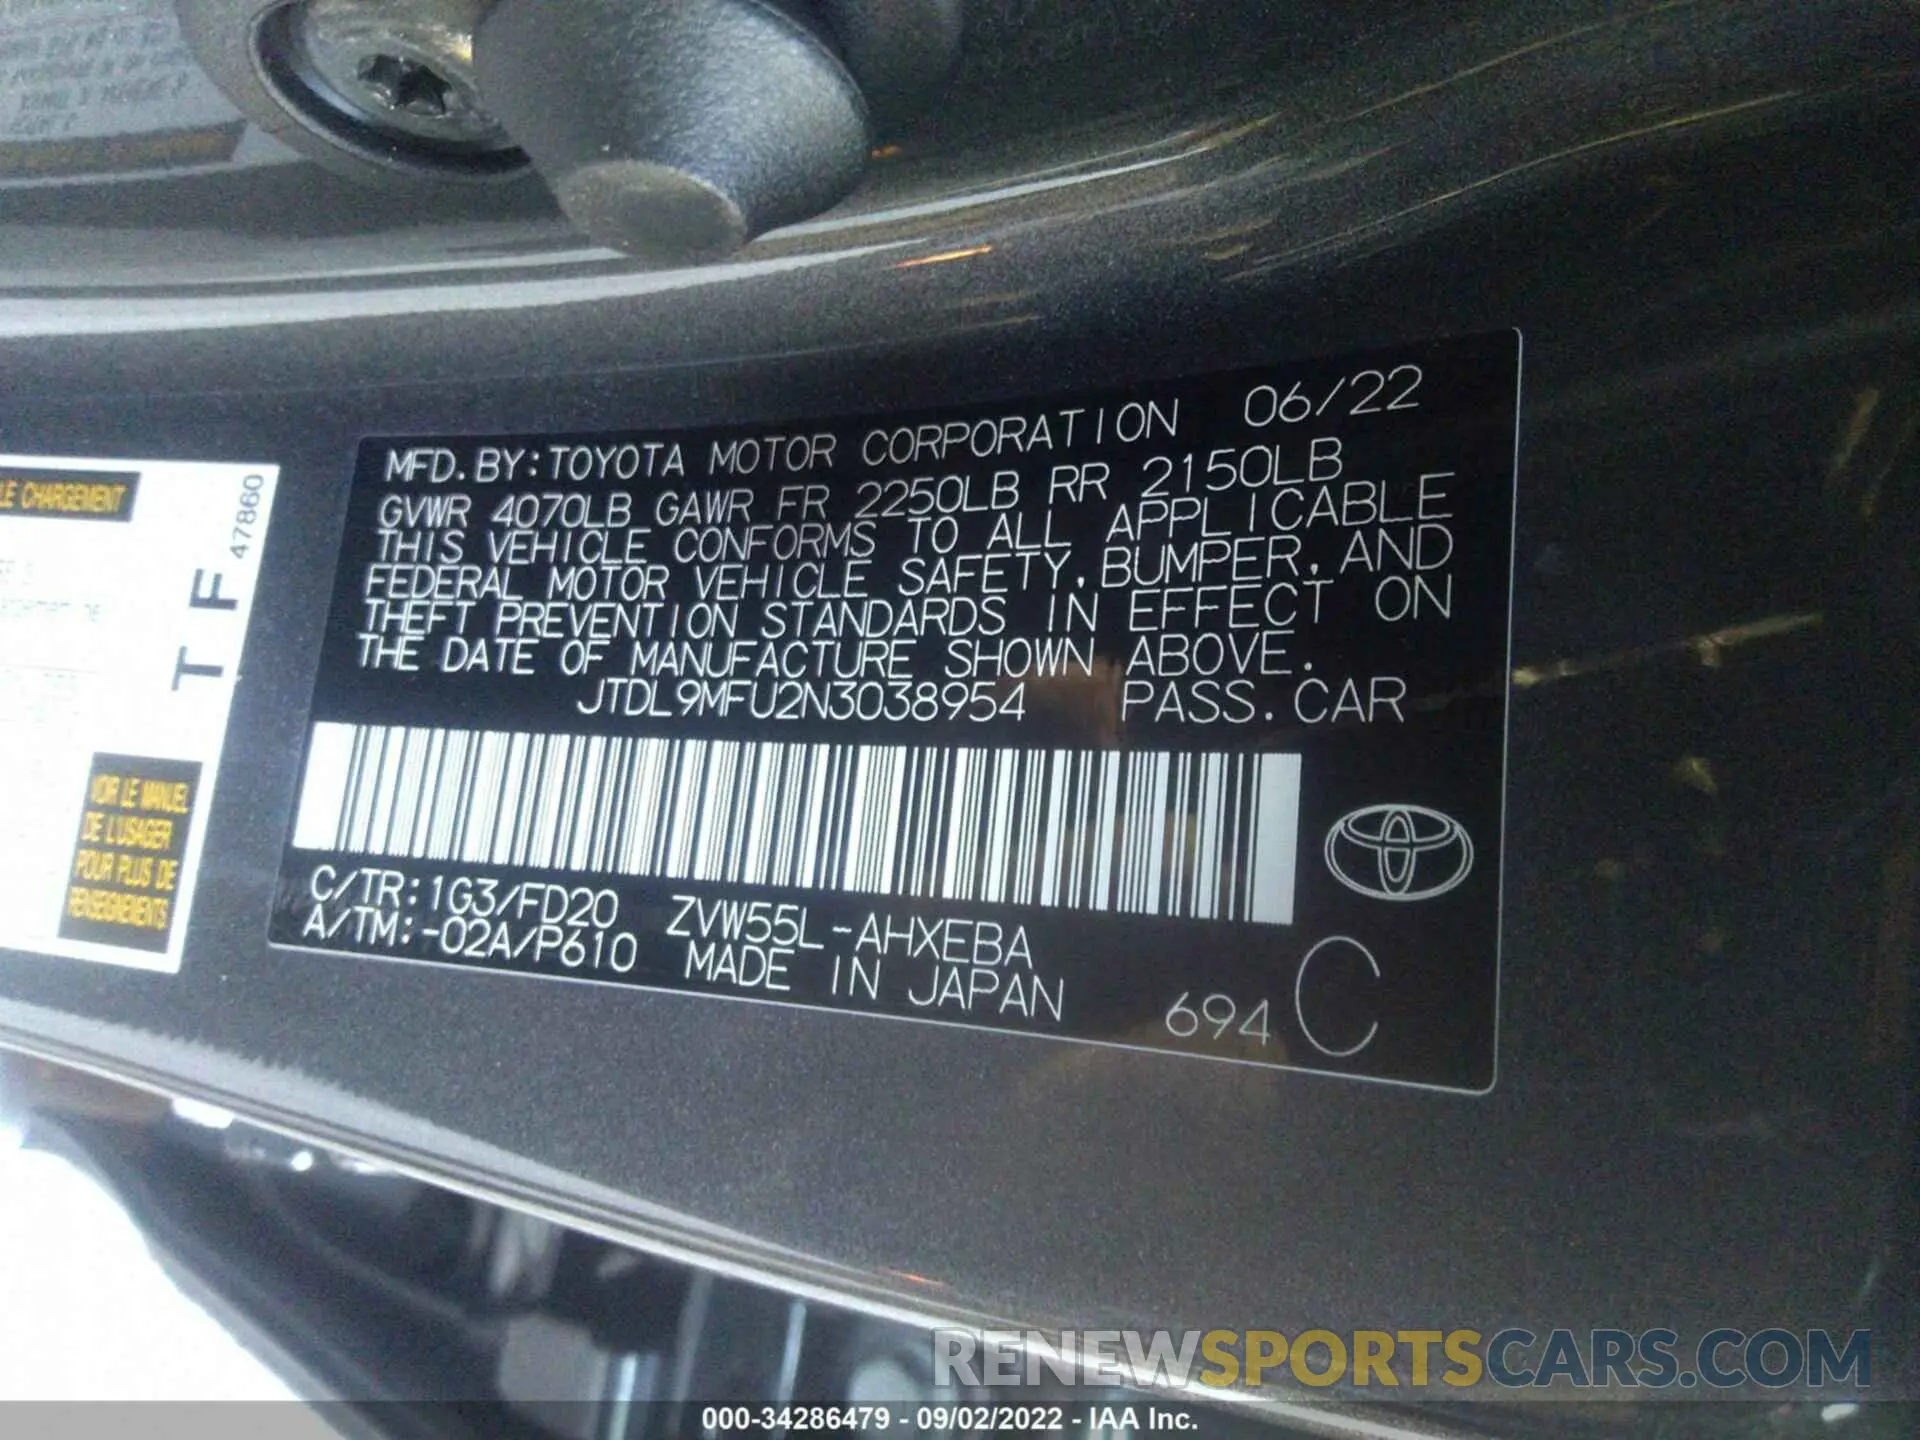 MFD. BY: TOYOTA MOTOR CORPORATION 06/22
GVWR 4070LB GAWR FR 2250LB RR 2150LB
THIS VEHICLE CONFORMS TO ALL APPLICABLE
FEDERAL MOTOR VEHICLE SAFETY, BUMPER, AND
THEFT PREVENTION STANDARDS IN EFFECT ON
THE DATE OF MANUFACTURE SHOWN ABOVE.
JTDL9MFU2N3038954 PASS. CAR
C/TR: 1G3/FD20 ZVW55L-AHXEBA
A/TM: -02A/P610 MADE IN JAPAN
694 C
LE CHARGEMENT
47860
T F
VOIR LE MANUEL
DE L'USAGER
POUR PLUS DE
RENSEIGNEMENTS
RENEWSPORTSCARS.COM
000-34286479 - 09/02/2022 - IAA Inc.